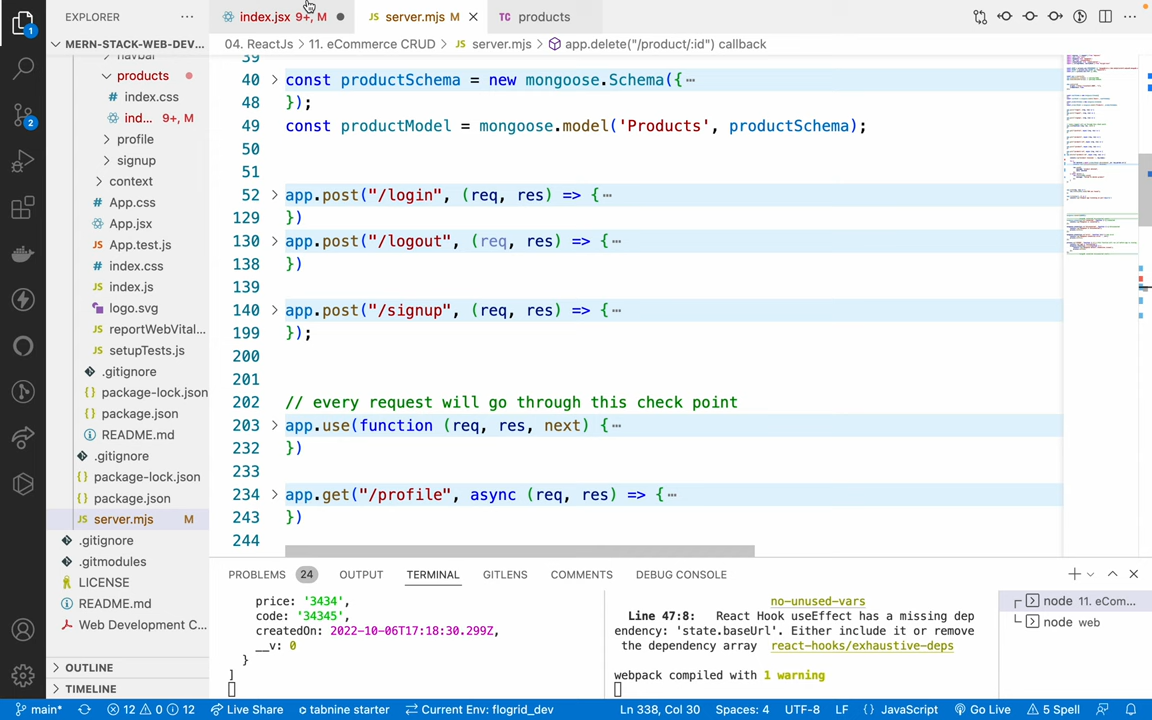 EXPLORER
index.jsx 9+, M
JS server.mjs M
TC products
MERN-STACK-WEB-DEV...
04. ReactJs > 11. eCommerce CRUD > JS server.mjs > app.delete("/product/:id") callback
navbar
products
index.css
ind... 9+, M
profile
signup
context
App.css
App.jsx
JS App.test.js
index.css
JS index.js
logo.svg
JS reportWebVital...
JS setupTests.js
.gitignore
{} package-lock.json
{} package.json
README.md
.gitignore
{} package-lock.json
{} package.json
JS server.mjs M
.gitignore
.gitmodules
LICENSE
README.md
Web Development C...
OUTLINE
TIMELINE
39
40 const productSchema = new mongoose.Schema({ ⋯
48 });
49 const productModel = mongoose.model('Products', productSchema);
50
51
52 app.post("/login", (req, res) => { ⋯
129 })
130 app.post("/logout", (req, res) => { ⋯
138 })
139
140 app.post("/signup", (req, res) => { ⋯
199 });
200
201
202 // every request will go through this check point
203 app.use(function (req, res, next) { ⋯
232 })
233
234 app.get("/profile", async (req, res) => { ⋯
243 })
244
PROBLEMS 24 OUTPUT TERMINAL GITLENS COMMENTS DEBUG CONSOLE
price: '3434',
code: '34345',
createdOn: 2022-10-06T17:18:30.299Z,
__v: 0
}
]
no-unused-vars
Line 47:8: React Hook useEffect has a missing dep
endency: 'state.baseUrl'. Either include it or remove
the dependency array react-hooks/exhaustive-deps
webpack compiled with 1 warning
node 11. eCom...
node web
1
2
main* 12 0 12 Live Share tabnine starter Current Env: flogrid_dev Ln 338, Col 30 Spaces: 4 UTF-8 LF {} JavaScript Go Live 5 Spell